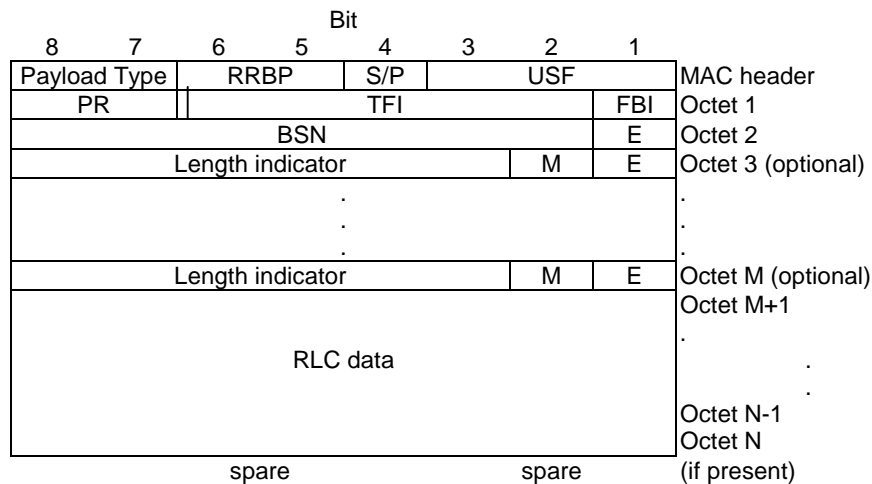 Bit
8 7 6 5 4 3 2 1
Payload Type RRBP S/P USF MAC header
PR TFI FBI Octet 1
BSN E Octet 2
Length indicator M E Octet 3 (optional)
. .
. .
. .
Length indicator M E Octet M (optional)
Octet M+1
.
RLC data .
.
Octet N-1
Octet N
spare spare (if present)